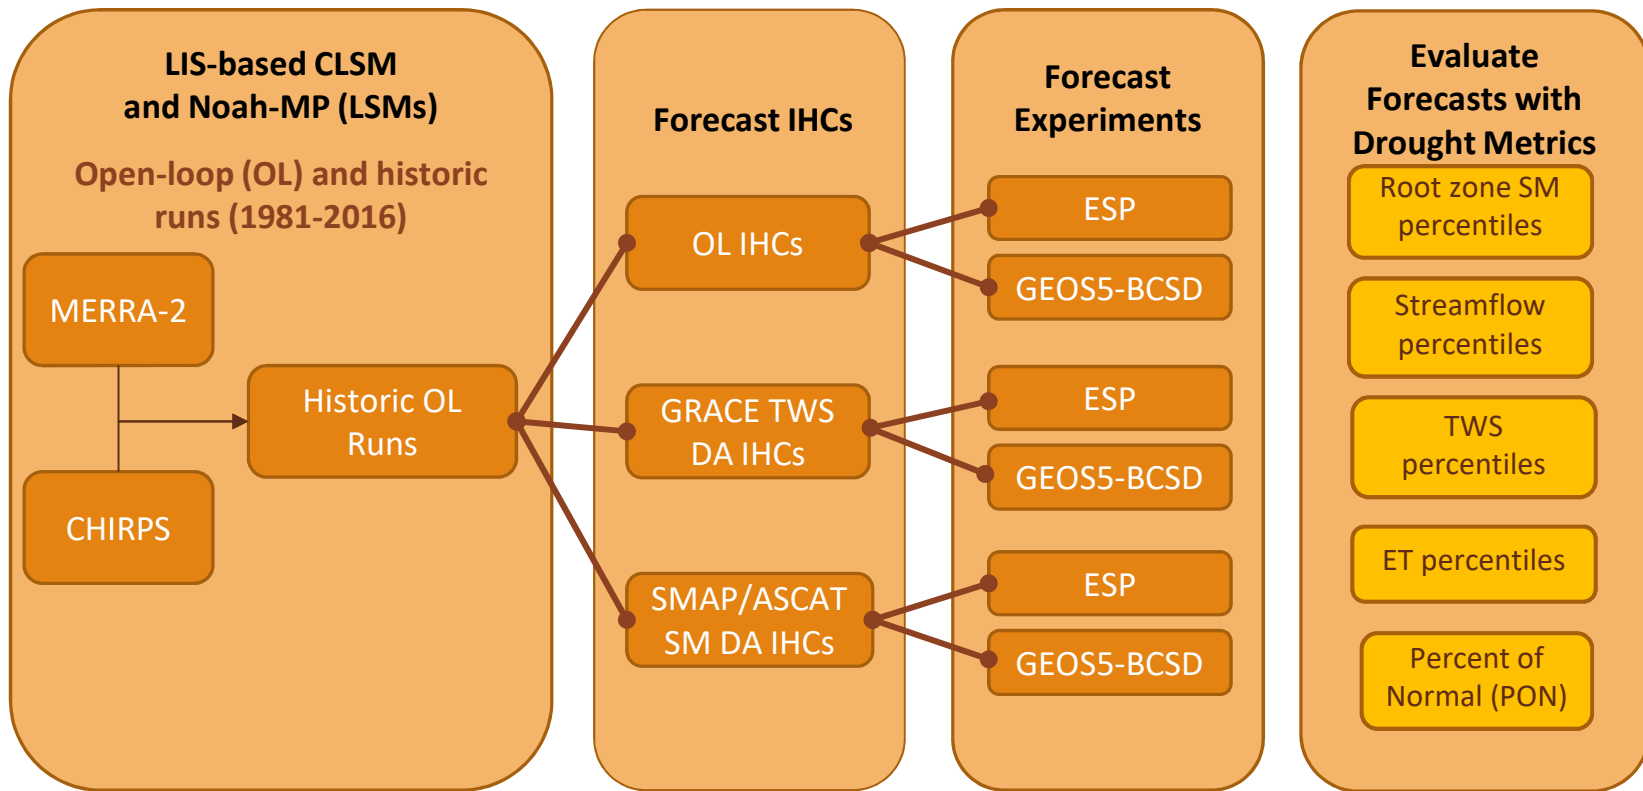 LIS-based CLSM
and Noah-MP (LSMs)
Open-loop (OL) and historic
runs (1981-2016)
MERRA-2
CHIRPS
Historic OL
Runs
Forecast IHCs
OL IHCs
GRACE TWS
DA IHCs
SMAP/ASCAT
SM DA IHCs
Forecast
Experiments
ESP
GEOS5-BCSD
ESP
GEOS5-BCSD
ESP
GEOS5-BCSD
Evaluate
Forecasts with
Drought Metrics
Root zone SM
percentiles
Streamflow
percentiles
TWS
percentiles
ET percentiles
Percent of
Normal (PON)